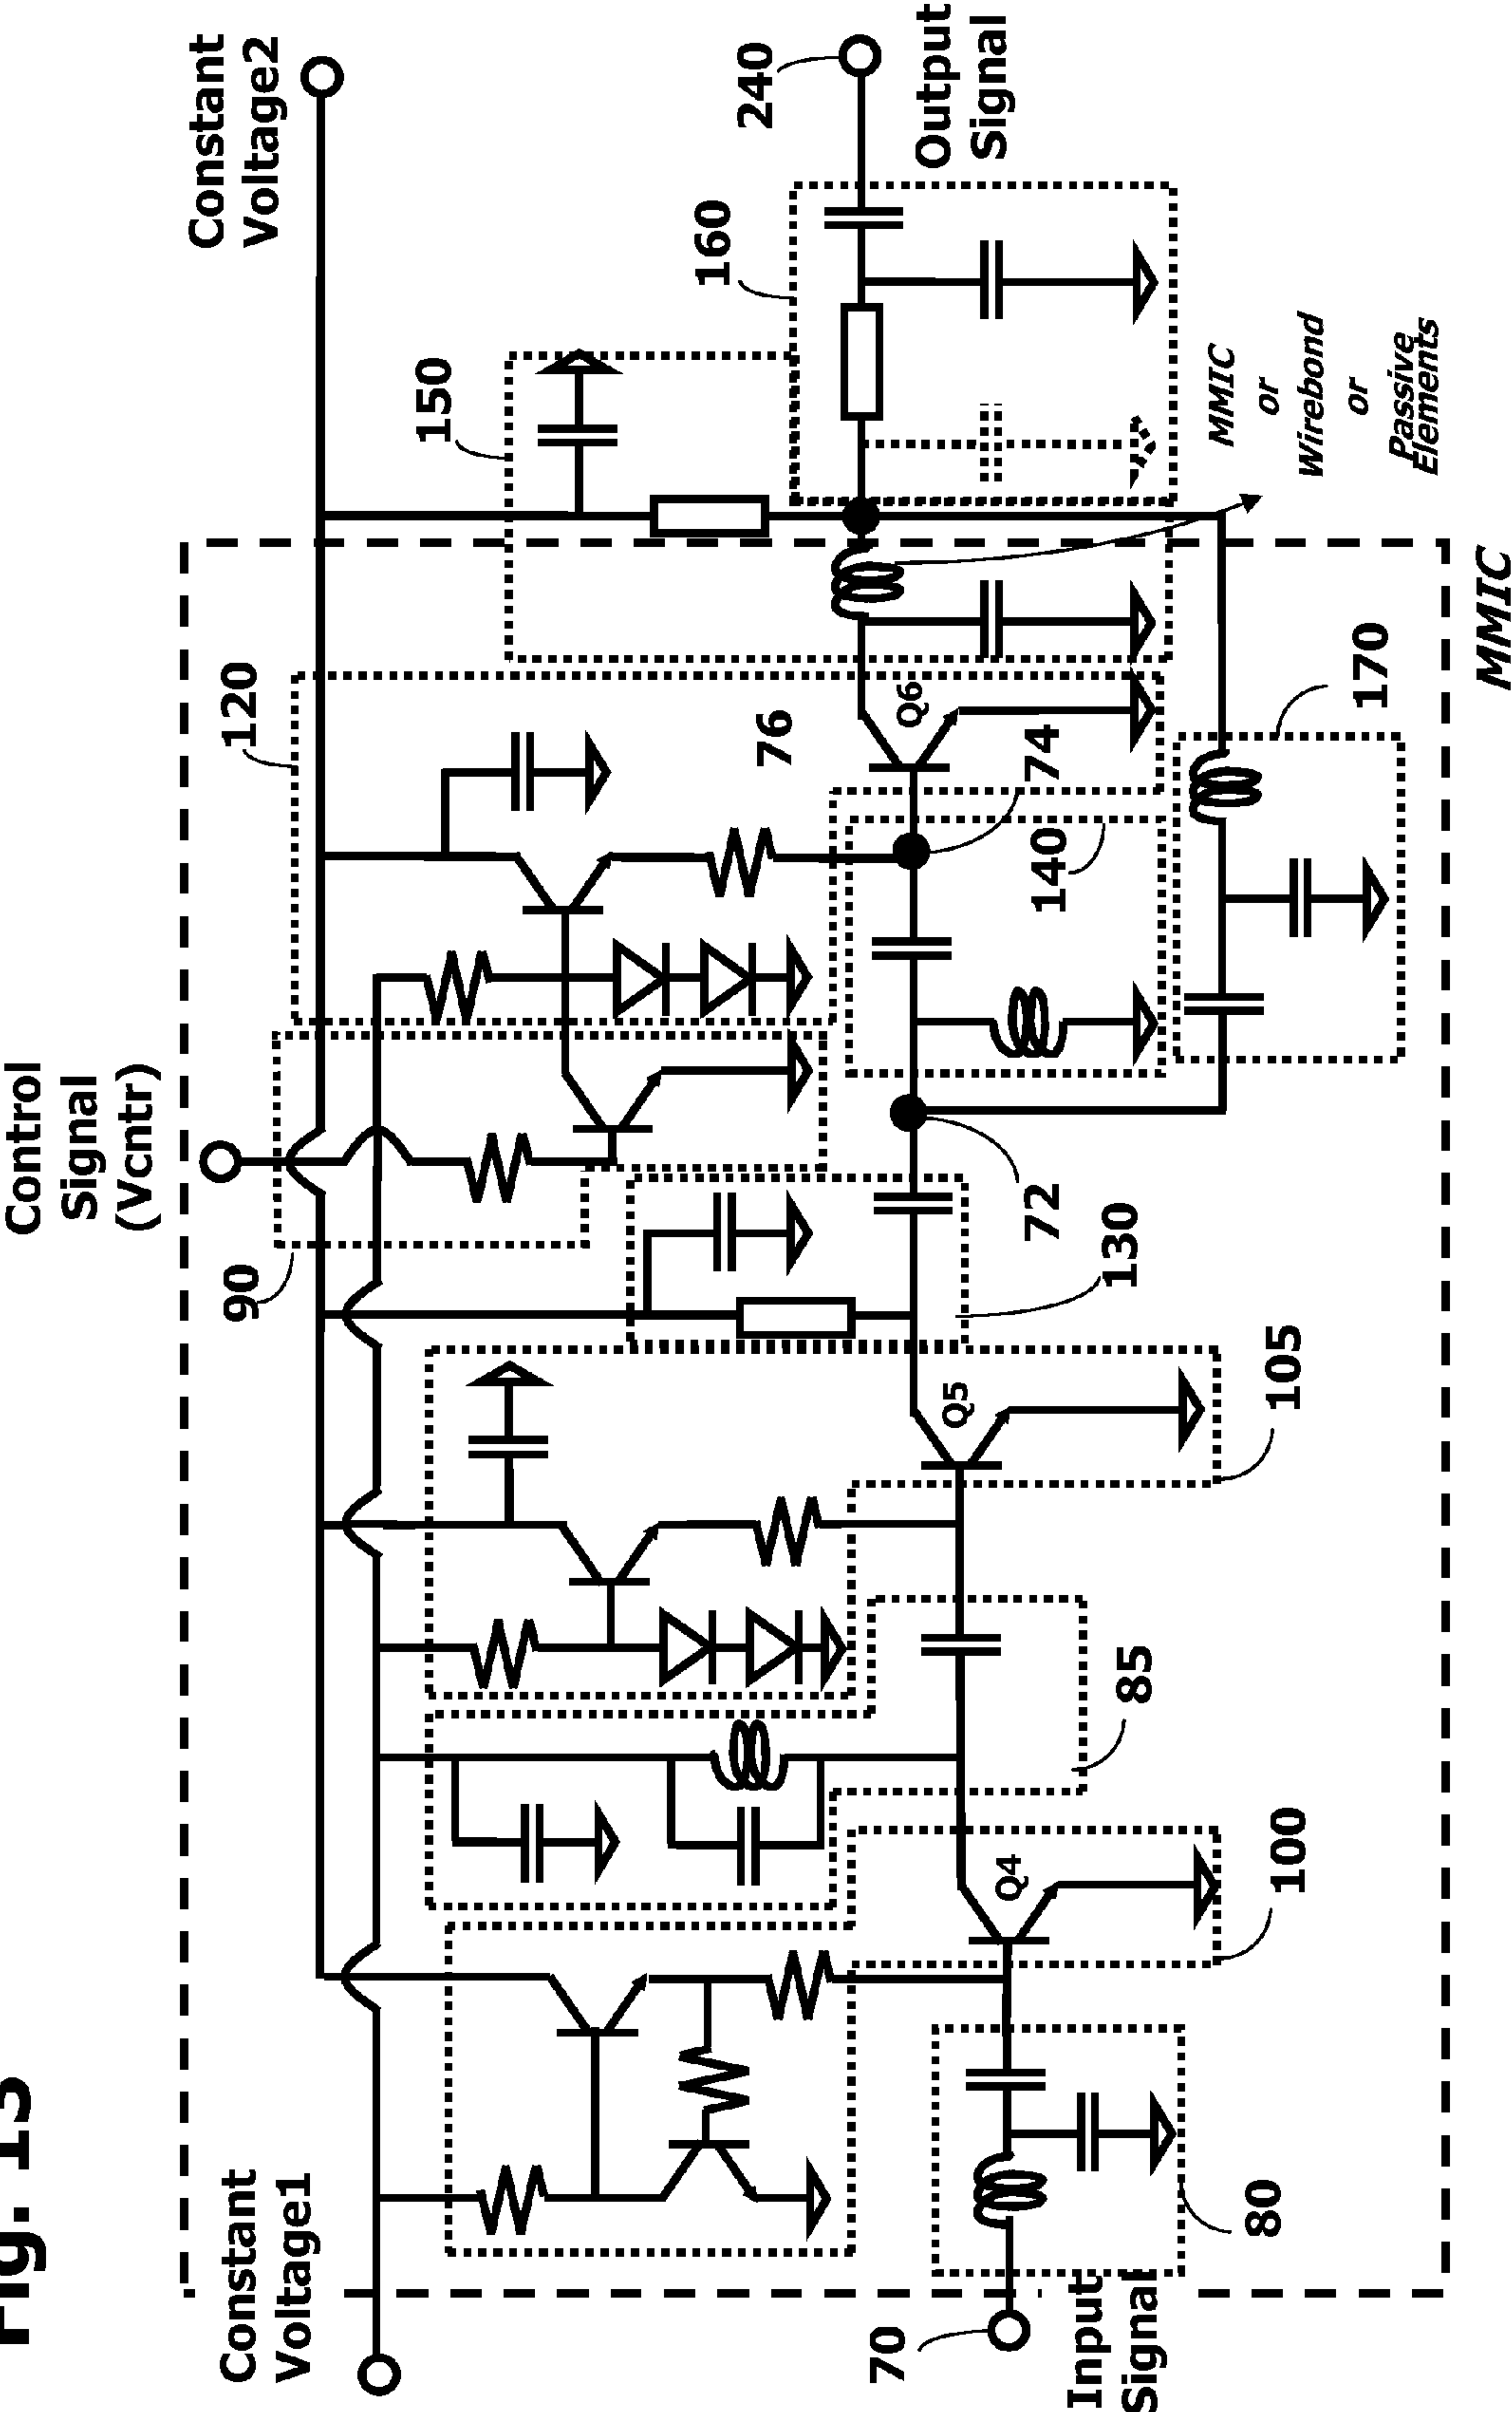 Fig. 13
Control
Signal
(Vcntr)
Constant
Voltage1
Constant
Voltage2
90
120
150
160
240
Output
Signal
76
Q6
74
140
72
130
Q5
105
85
Q4
100
170
80
70
Input
Signal
MMIC
or
Wirebond
or
Passive
Elements
MMIC